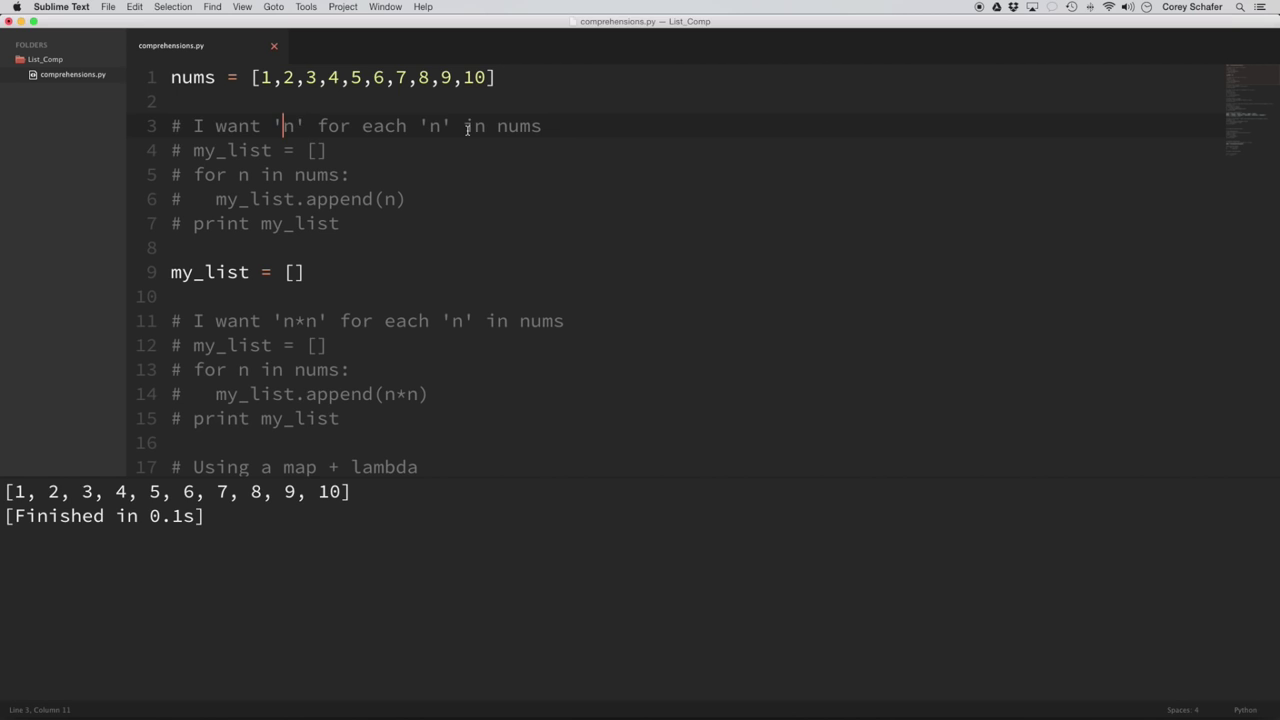 Sublime Text File Edit Selection Find View Goto Tools Project Window Help Corey Schafer
comprehensions.py — List_Comp
FOLDERS
List_Comp
comprehensions.py
comprehensions.py
1 nums = [1,2,3,4,5,6,7,8,9,10]
2
3 # I want 'n' for each 'n' in nums
4 # my_list = []
5 # for n in nums:
6 #   my_list.append(n)
7 # print my_list
8
9 my_list = []
10
11 # I want 'n*n' for each 'n' in nums
12 # my_list = []
13 # for n in nums:
14 #   my_list.append(n*n)
15 # print my_list
16
17 # Using a map + lambda
[1, 2, 3, 4, 5, 6, 7, 8, 9, 10]
[Finished in 0.1s]
Line 3, Column 11 Spaces: 4 Python